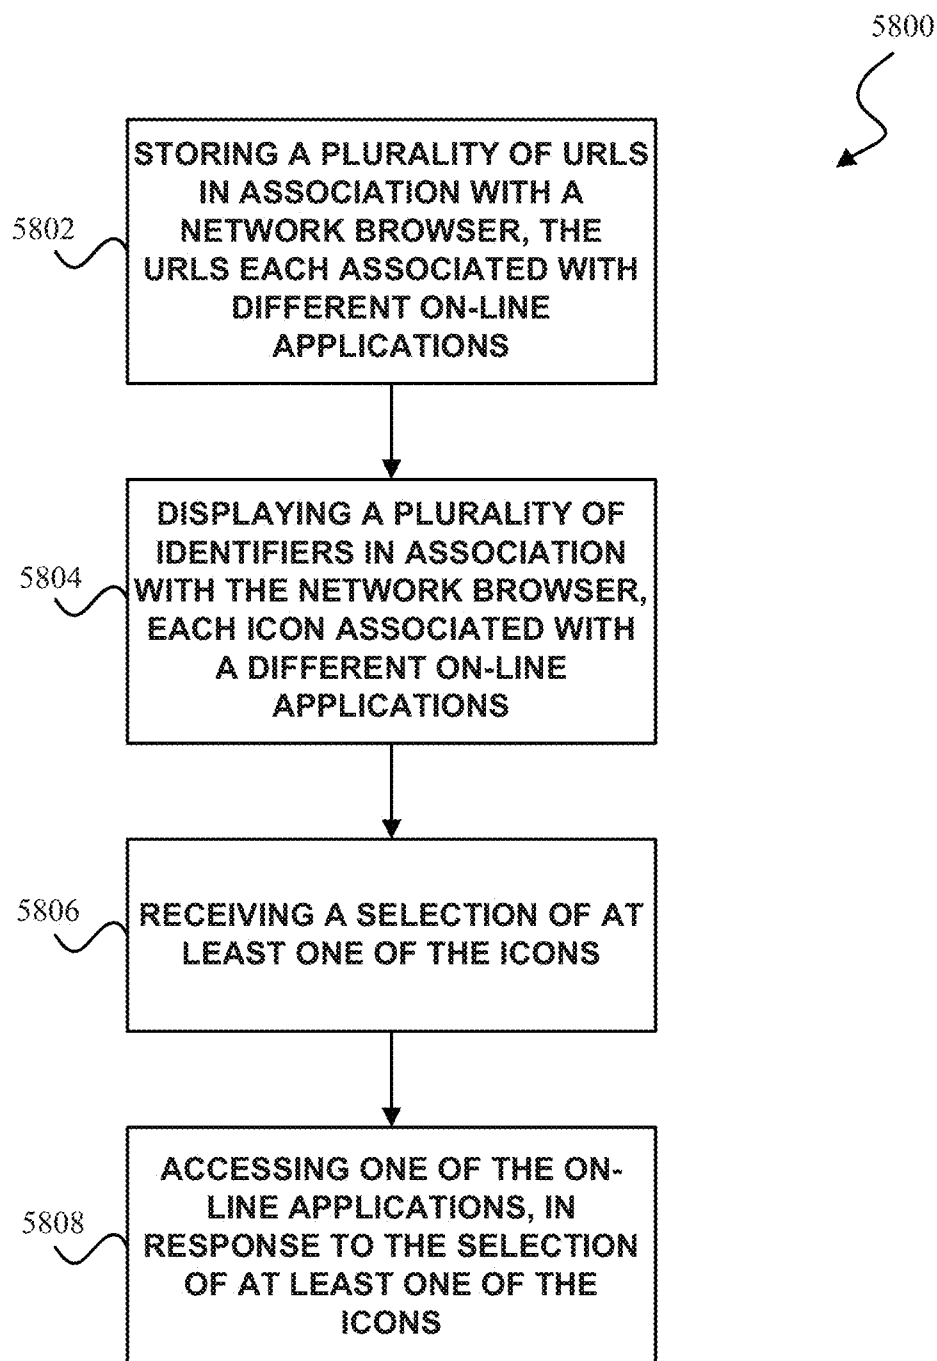 5800
5802
STORING A PLURALITY OF URLS
IN ASSOCIATION WITH A
NETWORK BROWSER, THE
URLS EACH ASSOCIATED WITH
DIFFERENT ON-LINE
APPLICATIONS
5804
DISPLAYING A PLURALITY OF
IDENTIFIERS IN ASSOCIATION
WITH THE NETWORK BROWSER,
EACH ICON ASSOCIATED WITH
A DIFFERENT ON-LINE
APPLICATIONS
5806
RECEIVING A SELECTION OF AT
LEAST ONE OF THE ICONS
5808
ACCESSING ONE OF THE ON-
LINE APPLICATIONS, IN
RESPONSE TO THE SELECTION
OF AT LEAST ONE OF THE
ICONS